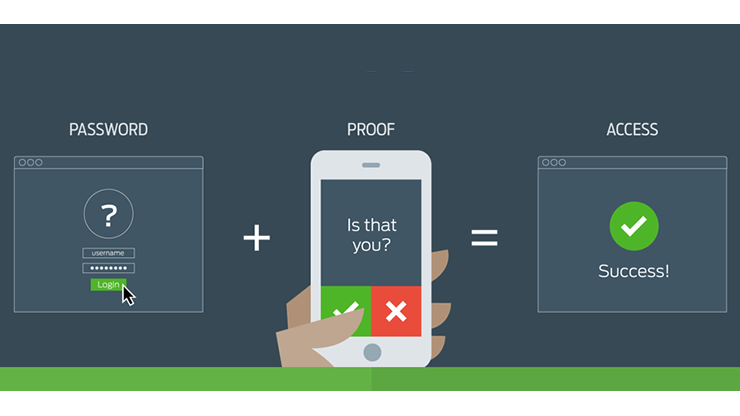 PASSWORD
?
username
Login
+
PROOF
Is that
you?
=
ACCESS
Success!